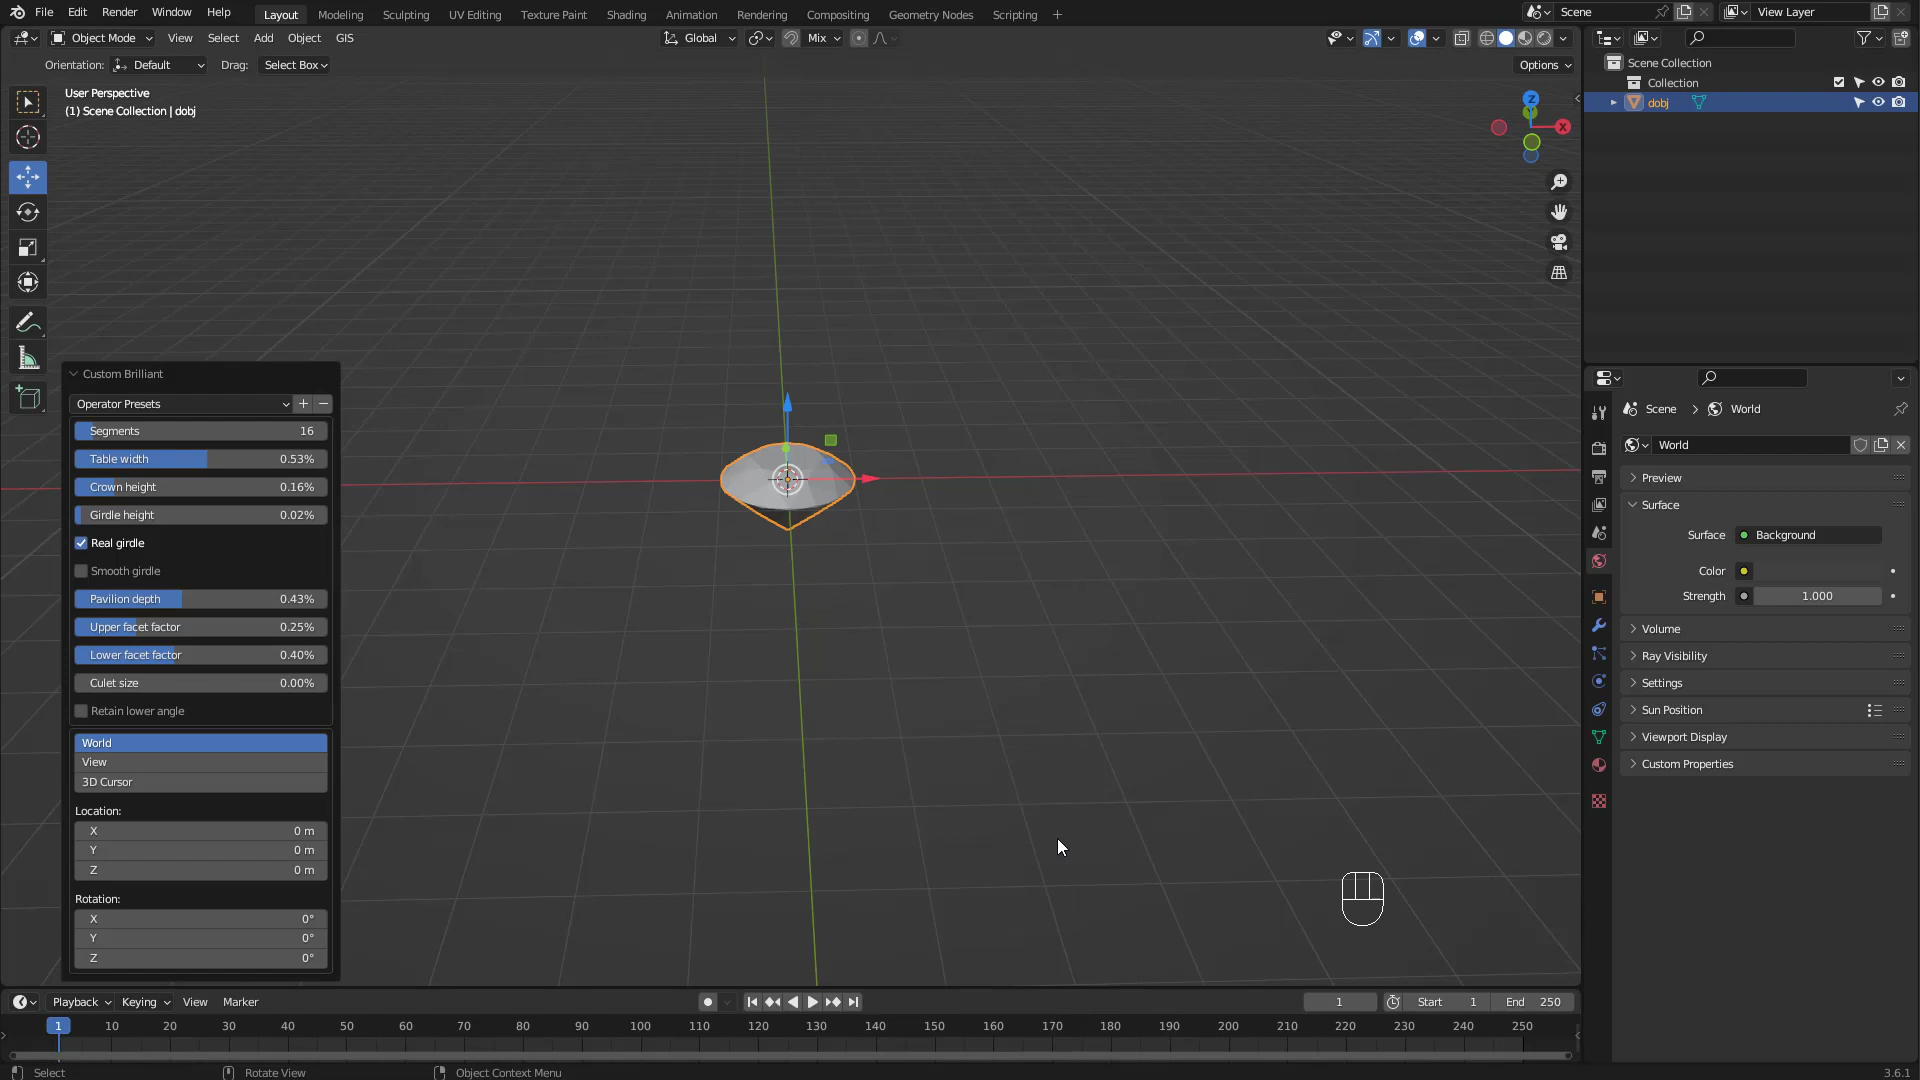 File Edit Render Window Help Layout Modeling Sculpting UV Editing Texture Paint Shading Animation Rendering Compositing Geometry Nodes Scripting + Scene View Layer
Object Mode View Select Add Object GIS Global Mix
Orientation: Default Drag: Select Box Options
User Perspective
(1) Scene Collection | dobj
Z
X
Scene Collection
Collection
dobj
Custom Brilliant
Operator Presets + −
Segments 16
Table width 0.53%
Crown height 0.16%
Girdle height 0.02%
Real girdle
Smooth girdle
Pavilion depth 0.43%
Upper facet factor 0.25%
Lower facet factor 0.40%
Culet size 0.00%
Retain lower angle
World
View
3D Cursor
Location:
X 0 m
Y 0 m
Z 0 m
Rotation:
X 0°
Y 0°
Z 0°
Scene > World
World
Preview
Surface
Surface Background
Color
Strength 1.000
Volume
Ray Visibility
Settings
Sun Position
Viewport Display
Custom Properties
Playback Keying View Marker 1 Start 1 End 250
1 10 20 30 40 50 60 70 80 90 100 110 120 130 140 150 160 170 180 190 200 210 220 230 240 250
Select Rotate View Object Context Menu 3.6.1